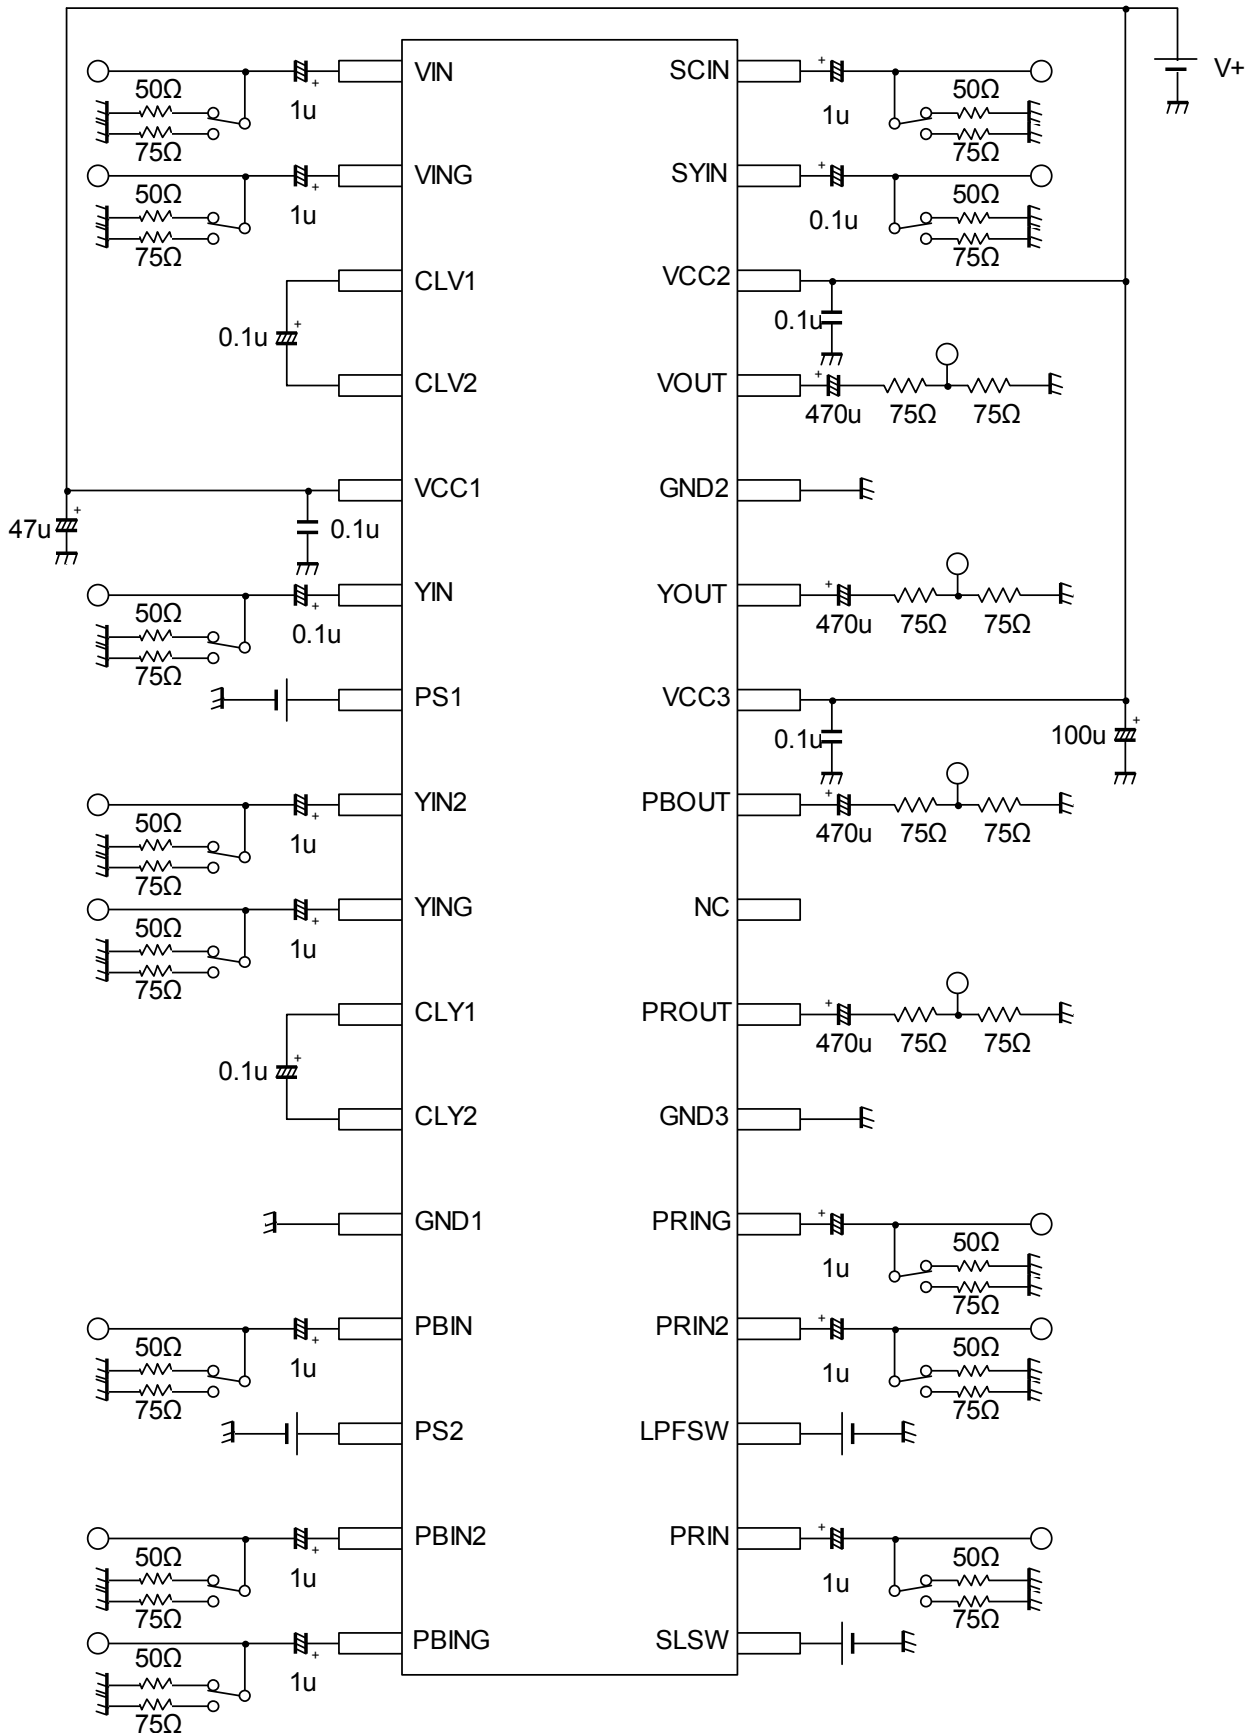 V+
50Ω
75Ω
1u
VIN
SCIN
1u
50Ω
75Ω
50Ω
75Ω
1u
VING
SYIN
0.1u
50Ω
75Ω
CLV1
VCC2
0.1u
0.1u
CLV2
VOUT
470u
75Ω
75Ω
VCC1
GND2
47u
0.1u
50Ω
75Ω
0.1u
YIN
YOUT
470u
75Ω
75Ω
PS1
VCC3
0.1u
100u
50Ω
75Ω
1u
YIN2
PBOUT
470u
75Ω
75Ω
50Ω
75Ω
1u
YING
NC
CLY1
PROUT
470u
75Ω
75Ω
0.1u
CLY2
GND3
GND1
PRING
1u
50Ω
75Ω
50Ω
75Ω
1u
PBIN
PRIN2
1u
50Ω
75Ω
PS2
LPFSW
50Ω
75Ω
1u
PBIN2
PRIN
1u
50Ω
75Ω
50Ω
75Ω
1u
PBING
SLSW